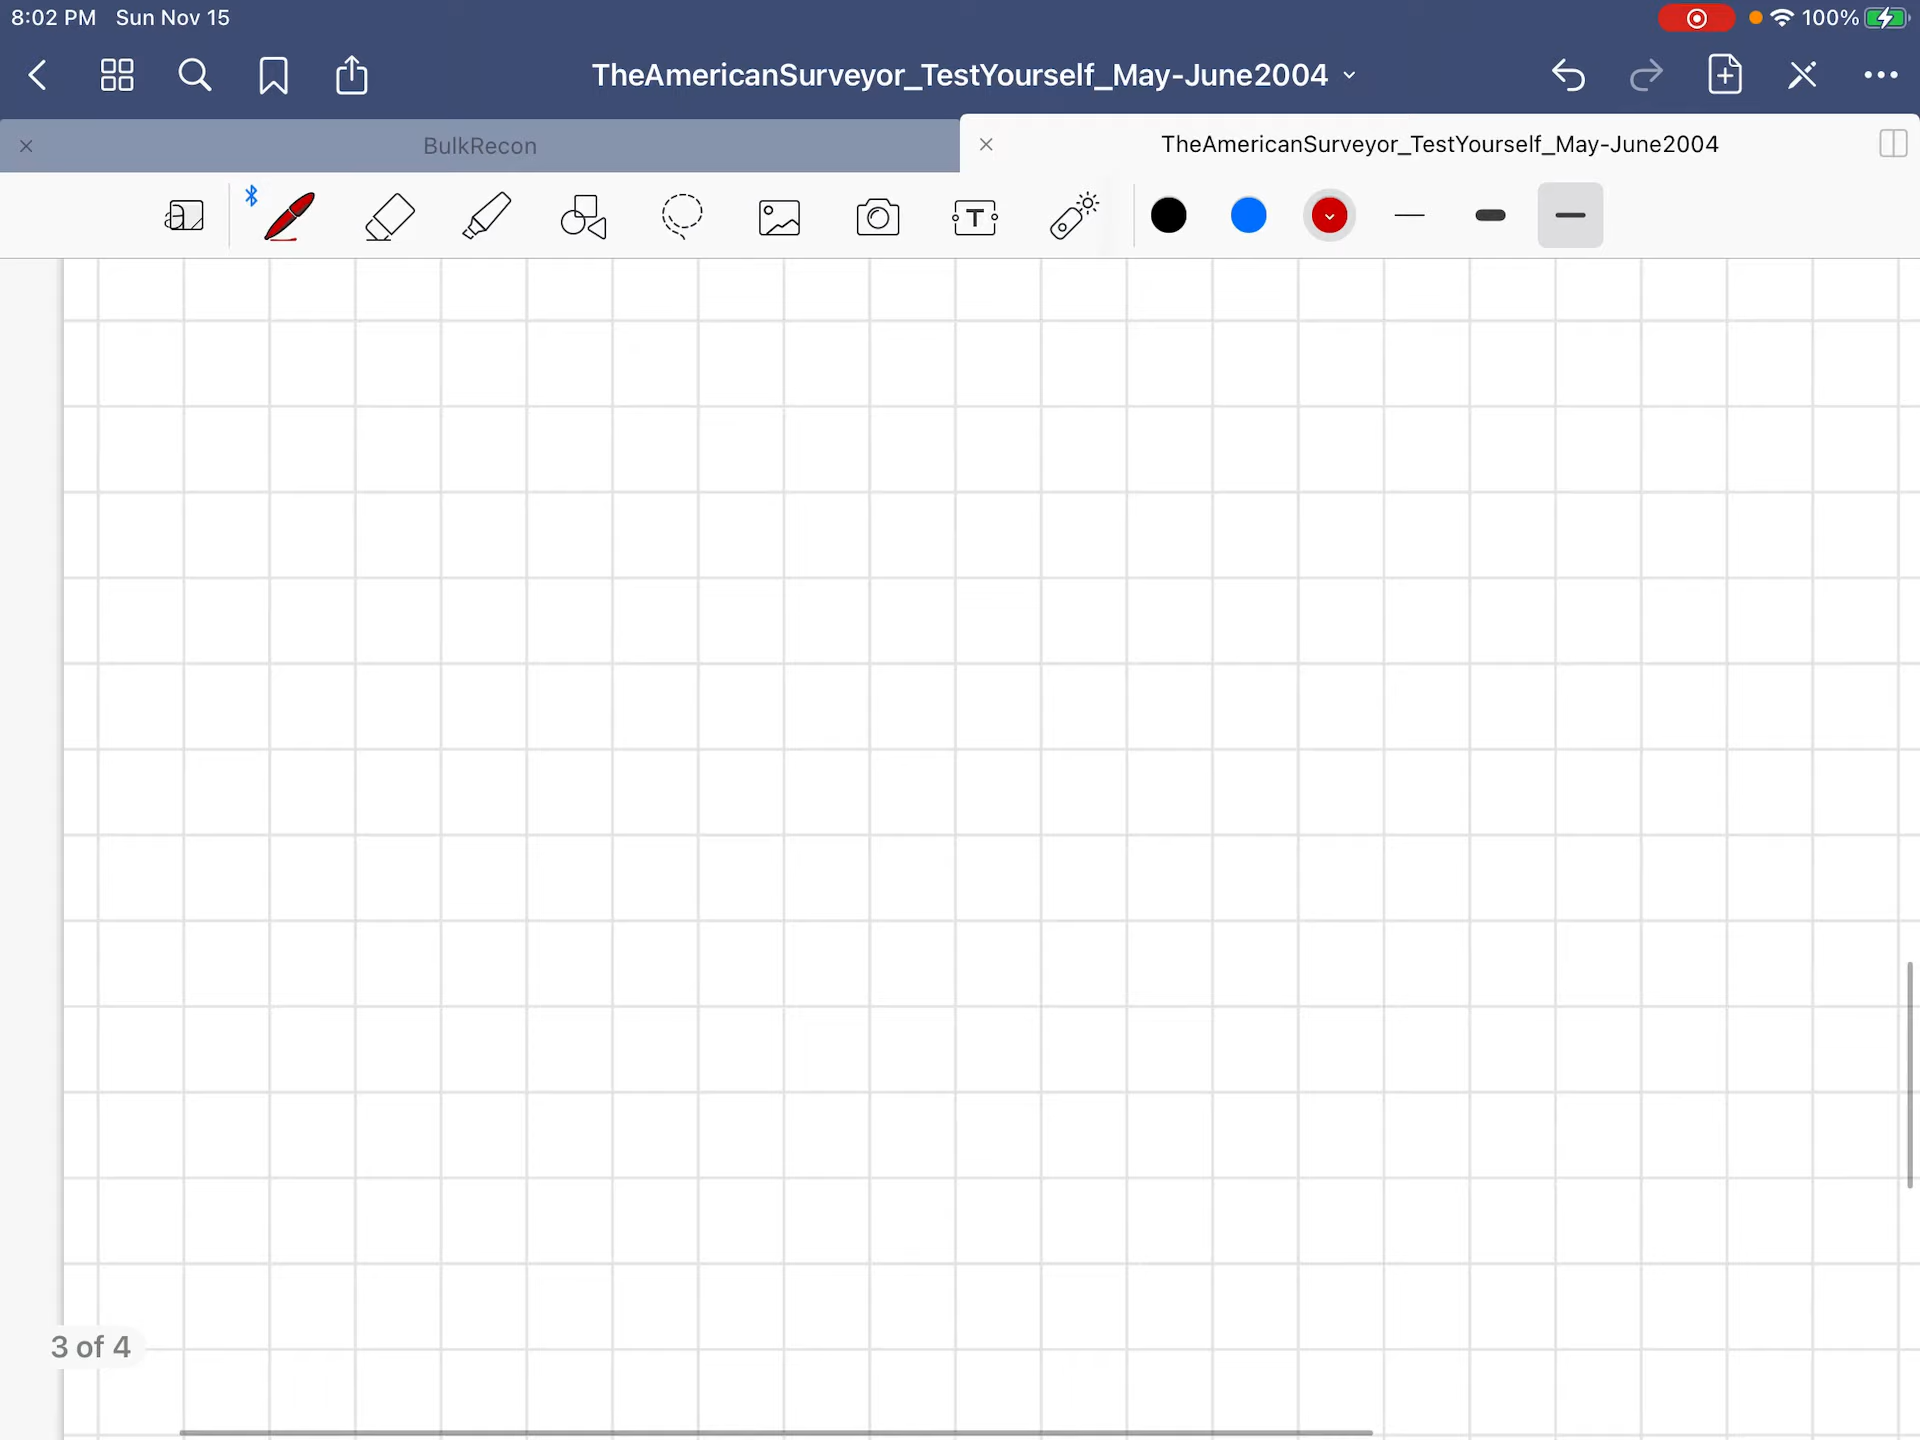 8:02 PM Sun Nov 15
100%
TheAmericanSurveyor_TestYourself_May-June2004
BulkRecon
TheAmericanSurveyor_TestYourself_May-June2004
a
T
3 of 4